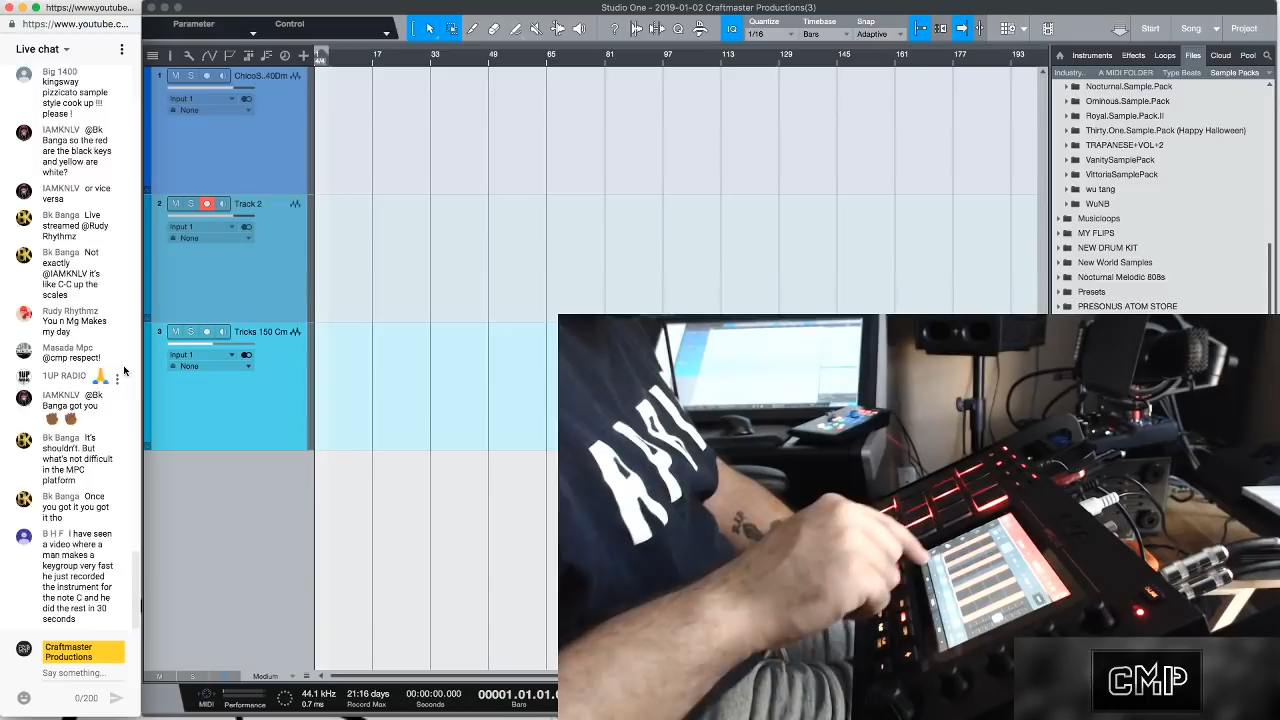 https://www.youtube...
https://www.youtube.com/c...
Live chat
Big 1400
kingsway
pizzicato sample
style cook up !!!
please !
IAMKNLV @Bk
Banga so the red
are the black keys
and yellow are
white?
IAMKNLV or vice
versa
Bk Banga Live
streamed @Rudy
Rhythmz
Bk Banga Not
exactly
@IAMKNLV it's
like C-C up the
scales
Rudy Rhythmz
You n Mg Makes
my day
Masada Mpc
@cmp respect!
1UP RADIO
IAMKNLV @Bk
Banga got you
Bk Banga It's
shouldn't. But
what's not difficult
in the MPC
platform
Bk Banga Once
you got it you got
it tho
B H F I have seen
a video where a
man makes a
keygroup very fast
he just recorded
the instrument for
the note C and he
did the rest in 30
seconds
Craftmaster
Productions
Say something...
0/200
Studio One - 2019-01-02 Craftmaster Productions(3)
Parameter Control
IQ
Quantize
1/16
Timebase
Bars
Snap
Adaptive
Start Song Project
4/4
17 33 49 65 81 97 113 129 145 161 177 193
1 M S ChicoS...40Dm
Input 1
None
2 M S Track 2
Input 1
None
3 M S Tricks 150 Cm
Input 1
None
M S Medium
MIDI Performance
44.1 kHz
0.7 ms
21:16 days
Record Max
00:00:00.000
Seconds
00001.01.01.0
Bars
Instruments Effects Loops Files Cloud Pool
Industry.. A MIDI FOLDER Type Beats Sample Packs
Nocturnal.Sample.Pack
Ominous.Sample.Pack
Royal.Sample.Pack.II
Thirty.One.Sample.Pack (Happy Halloween)
TRAPANESE+VOL+2
VanitySamplePack
VittoriaSamplePack
wu tang
WuNB
Musicloops
MY FLIPS
NEW DRUM KIT
New World Samples
Nocturnal Melodic 808s
Presets
PRESONUS ATOM STORE
CMP